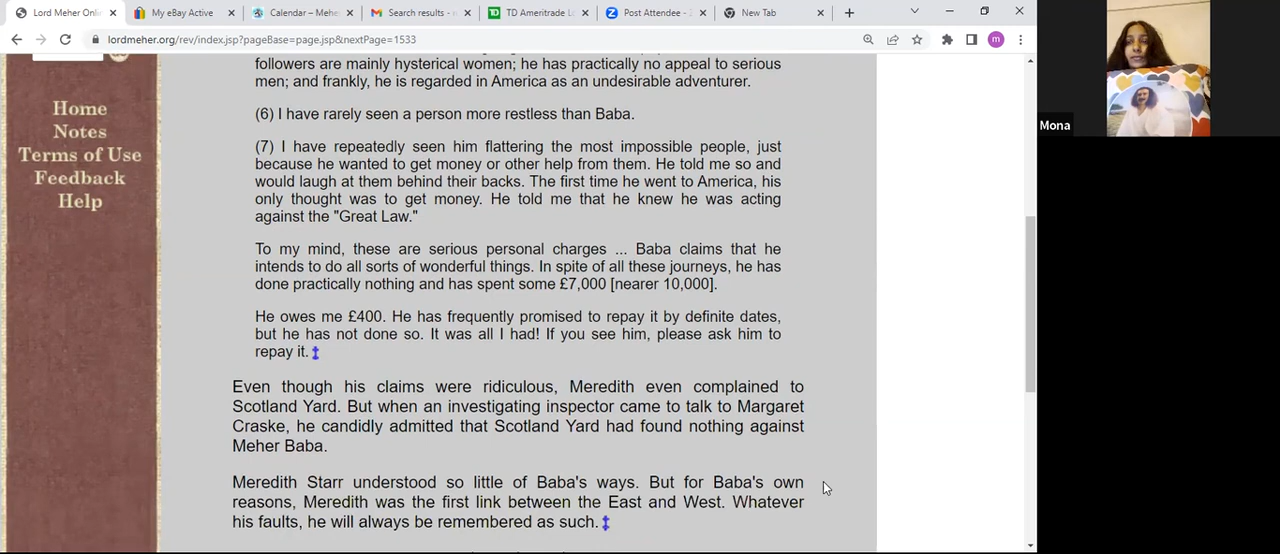 Lord Meher Onli
My eBay Active
Calendar – Mehe
Search results -
TD Ameritrade L
Post Attendee - Z
New Tab
lordmeher.org/rev/index.jsp?pageBase=page.jsp&nextPage=1533
m
Home
Notes
Terms of Use
Feedback
Help
followers are mainly hysterical women; he has practically no appeal to serious
men; and frankly, he is regarded in America as an undesirable adventurer.
(6) I have rarely seen a person more restless than Baba.
(7) I have repeatedly seen him flattering the most impossible people, just
because he wanted to get money or other help from them. He told me so and
would laugh at them behind their backs. The first time he went to America, his
only thought was to get money. He told me that he knew he was acting
against the "Great Law."
To my mind, these are serious personal charges ... Baba claims that he
intends to do all sorts of wonderful things. In spite of all these journeys, he has
done practically nothing and has spent some £7,000 [nearer 10,000].
He owes me £400. He has frequently promised to repay it by definite dates,
but he has not done so. It was all I had! If you see him, please ask him to
repay it.
Even though his claims were ridiculous, Meredith even complained to
Scotland Yard. But when an investigating inspector came to talk to Margaret
Craske, he candidly admitted that Scotland Yard had found nothing against
Meher Baba.
Meredith Starr understood so little of Baba's ways. But for Baba's own
reasons, Meredith was the first link between the East and West. Whatever
his faults, he will always be remembered as such.
Mona